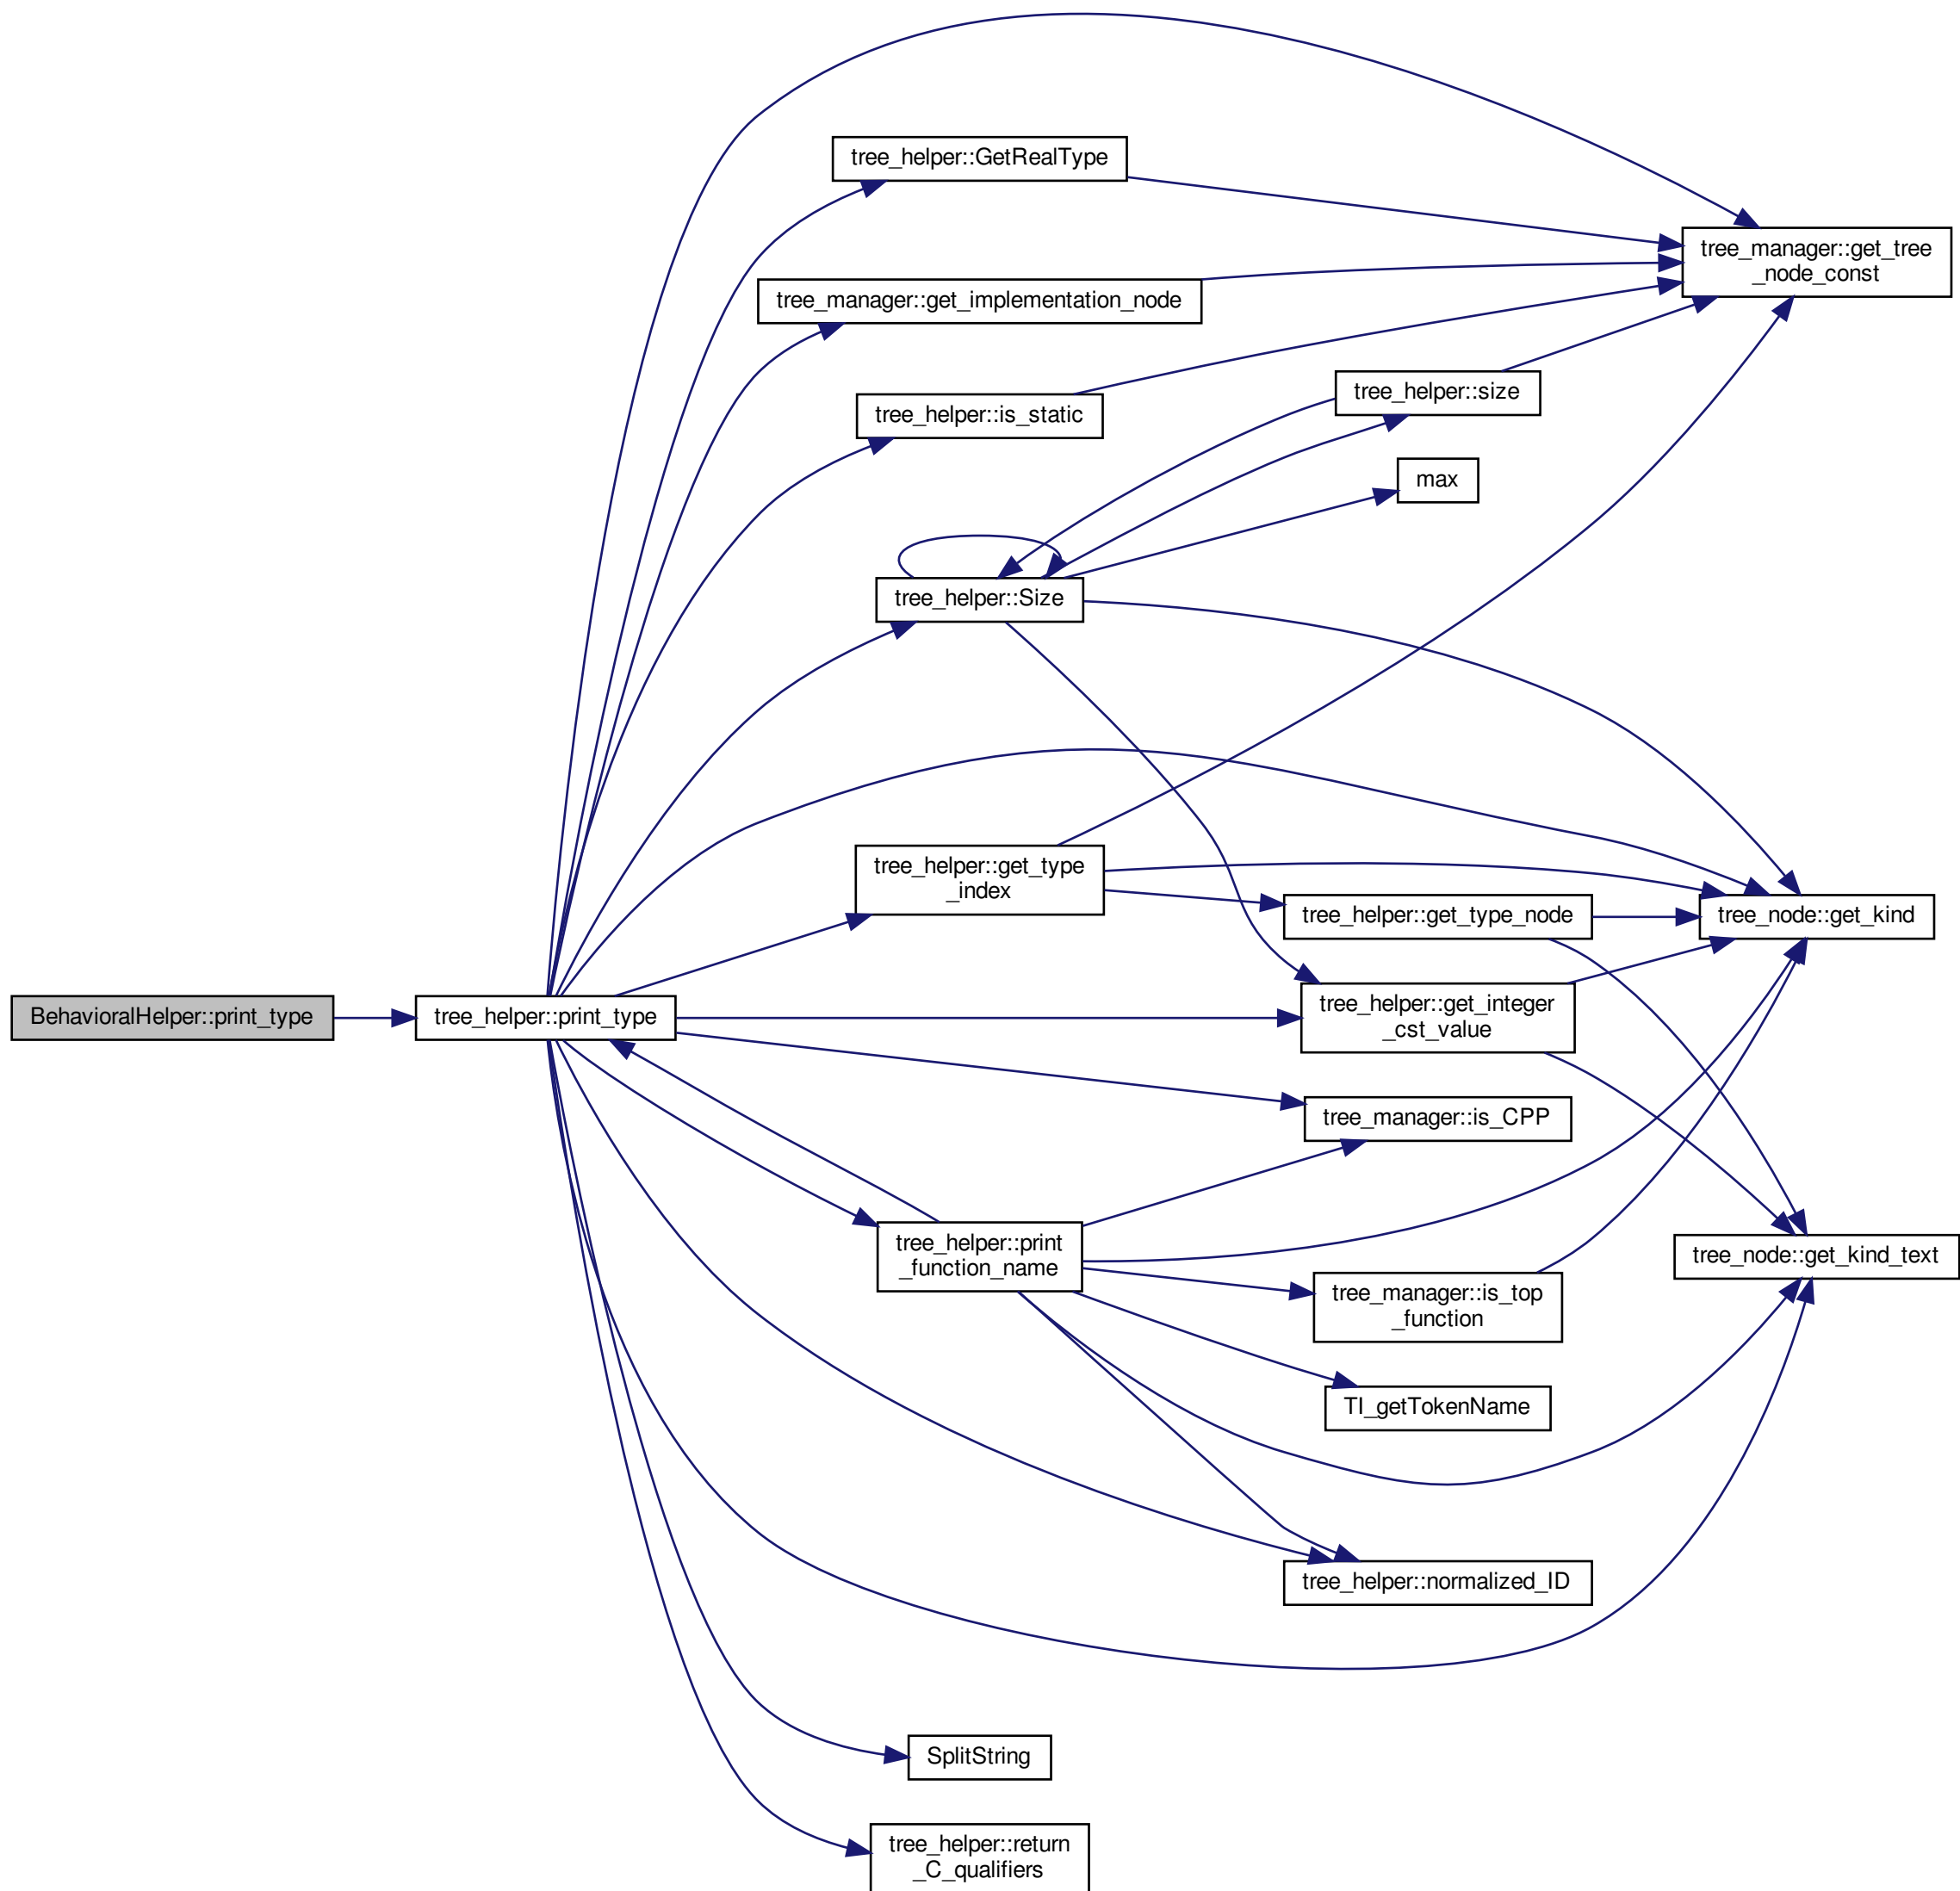 tree_helper::GetRealType
tree_manager::get_tree
_node_const
tree_manager::get_implementation_node
tree_helper::size
tree_helper::is_static
max
tree_helper::Size
tree_helper::get_type
_index
tree_helper::get_type_node
tree_node::get_kind
BehavioralHelper::print_type
tree_helper::print_type
tree_helper::get_integer
_cst_value
tree_manager::is_CPP
tree_helper::print
_function_name
tree_node::get_kind_text
tree_manager::is_top
_function
TI_getTokenName
tree_helper::normalized_ID
SplitString
tree_helper::return
_C_qualifiers